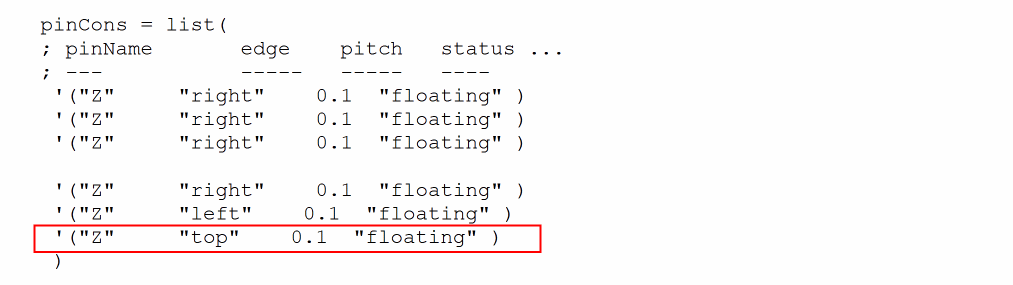 pinCons = list(
; pinName edge pitch status ...
; --- ----- ----- ----
'("Z" "right" 0.1 "floating" )
'("Z" "right" 0.1 "floating" )
'("Z" "right" 0.1 "floating" )
'("Z" "right" 0.1 "floating" )
'("Z" "left" 0.1 "floating" )
'("Z" "top" 0.1 "floating" )
)